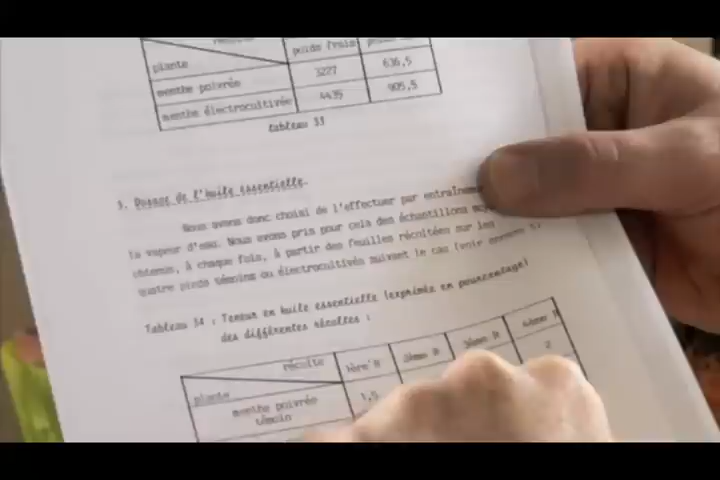 récolte
plante
poids frais
menthe poivrée 3227 636,5
menthe électrocultivée 4435 905,5
tableau 33
3. Dosage de l'huile essentielle.
Nous avons donc choisi de l'effectuer par
la vapeur d'eau. Nous avons pris pour cela des échantillons
obtenus, à chaque fois, à partir des feuilles récoltées sur les
quatre pieds témoins ou électrocultivés suivant le cas (voir
Tableau 34 : Teneur en huile essentielle (exprimée en pourcentage)
des différentes récoltes :
récolte 1ère R 2ème R 3ème R 4ème R
plante
menthe poivrée 1,5 2
témoin